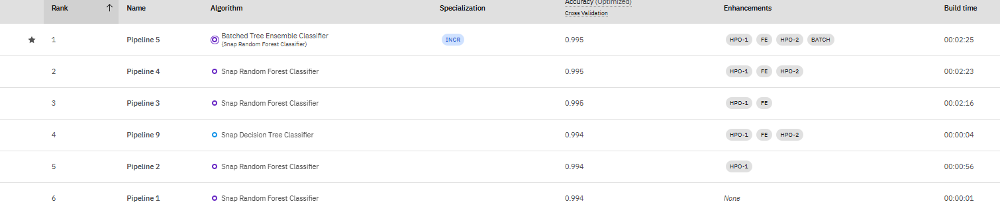 Rank Name Algorithm Specialization Accuracy (Optimized) Enhancements Build time
Cross Validation
1 Pipeline 5 Batched Tree Ensemble Classifier INCR 0.995 HPO-1 FE HPO-2 BATCH 00:02:25
(Snap Random Forest Classifier)
2 Pipeline 4 Snap Random Forest Classifier 0.995 HPO-1 FE HPO-2 00:02:23
3 Pipeline 3 Snap Random Forest Classifier 0.995 HPO-1 FE 00:02:16
4 Pipeline 9 Snap Decision Tree Classifier 0.994 HPO-1 FE HPO-2 00:00:04
5 Pipeline 2 Snap Random Forest Classifier 0.994 HPO-1 00:00:56
6 Pipeline 1 Snap Random Forest Classifier 0.994 None 00:00:01